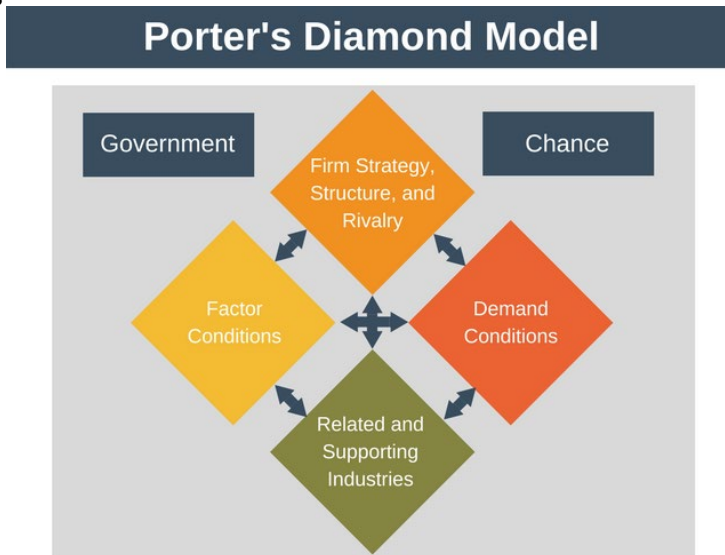 Porter's Diamond Model
Government
Chance
Firm Strategy,
Structure, and
Rivalry
Factor
Conditions
Demand
Conditions
Related and
Supporting
Industries